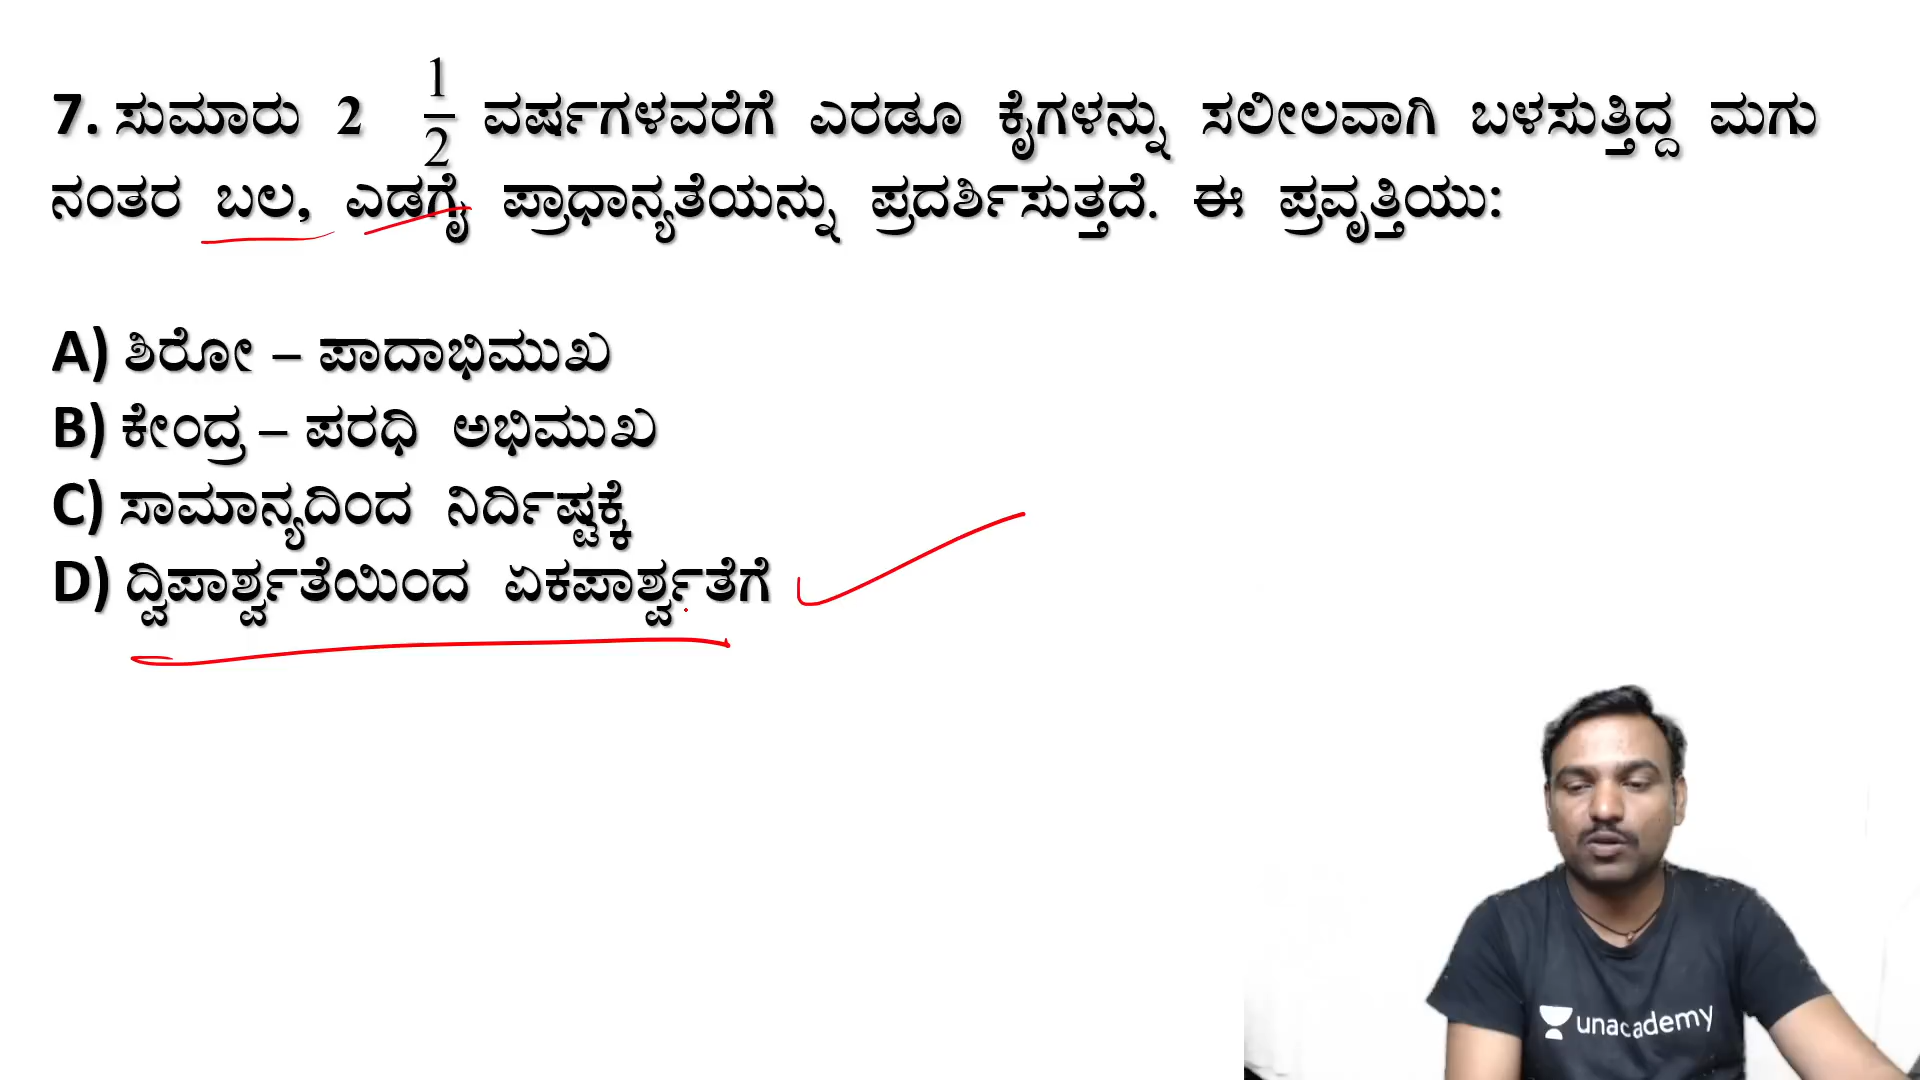 7. ಸುಮಾರು 2 1/2 ವರ್ಷಗಳವರೆಗೆ ಎರಡೂ ಕೈಗಳನ್ನು ಸಲೀಲವಾಗಿ ಬಳಸುತ್ತಿದ್ದ ಮಗು
ನಂತರ ಬಲ, ಎಡಗೈ ಪ್ರಾಧಾನ್ಯತೆಯನ್ನು ಪ್ರದರ್ಶಿಸುತ್ತದೆ. ಈ ಪ್ರವೃತ್ತಿಯು:
A) ಶಿರೋ – ಪಾದಾಭಿಮುಖ
B) ಕೇಂದ್ರ – ಪರಧಿ ಅಭಿಮುಖ
C) ಸಾಮಾನ್ಯದಿಂದ ನಿರ್ದಿಷ್ಟಕ್ಕೆ
D) ದ್ವಿಪಾರ್ಶ್ವತೆಯಿಂದ ಏಕಪಾರ್ಶ್ವತೆಗೆ
unacademy